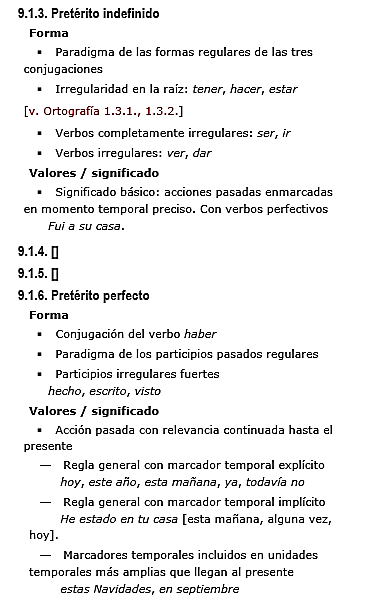 9.1.3. Pretérito indefinido
Forma
▪ Paradigma de las formas regulares de las tres
conjugaciones
▪ Irregularidad en la raíz: tener, hacer, estar
[v. Ortografía 1.3.1., 1.3.2.]
▪ Verbos completamente irregulares: ser, ir
▪ Verbos irregulares: ver, dar
Valores / significado
▪ Significado básico: acciones pasadas enmarcadas
en momento temporal preciso. Con verbos perfectivos
Fui a su casa.
9.1.4. []
9.1.5. []
9.1.6. Pretérito perfecto
Forma
▪ Conjugación del verbo haber
▪ Paradigma de los participios pasados regulares
▪ Participios irregulares fuertes
hecho, escrito, visto
Valores / significado
▪ Acción pasada con relevancia continuada hasta el
presente
— Regla general con marcador temporal explícito
hoy, este año, esta mañana, ya, todavía no
— Regla general con marcador temporal implícito
He estado en tu casa [esta mañana, alguna vez,
hoy].
— Marcadores temporales incluidos en unidades
temporales más amplias que llegan al presente
estas Navidades, en septiembre